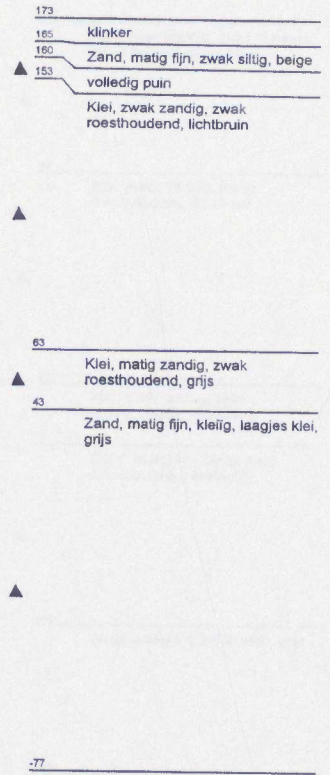 173
165 klinker
160 Zand, matig fijn, zwak siltig, beige
153 volledig puin
Klei, zwak zandig, zwak
roesthoudend, lichtbruin
63
Klei, matig zandig, zwak
roesthoudend, grijs
43
Zand, matig fijn, kleiïg, laagjes klei,
grijs
-77